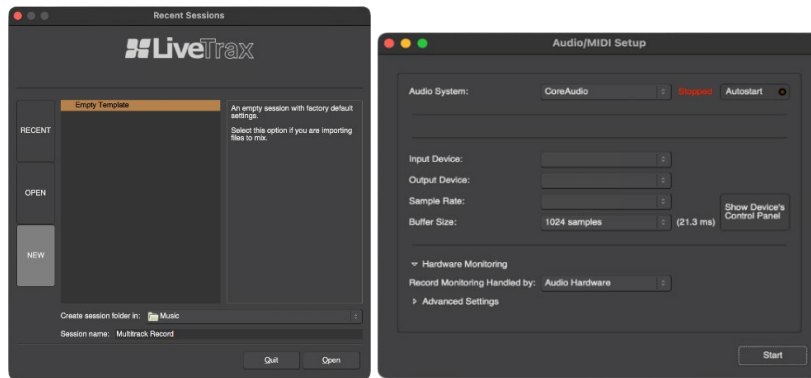 Recent Sessions
LiveTrax
RECENT
OPEN
NEW
Empty Template
An empty session with factory default
settings.
Select this option if you are importing
files to mix.
Create session folder in: Music
Session name: Multitrack Record
Quit Open
Audio/MIDI Setup
Audio System: CoreAudio Stopped Autostart
Input Device:
Output Device:
Sample Rate:
Buffer Size: 1024 samples (21.3 ms)
Show Device's
Control Panel
Hardware Monitoring
Record Monitoring Handled by: Audio Hardware
Advanced Settings
Start